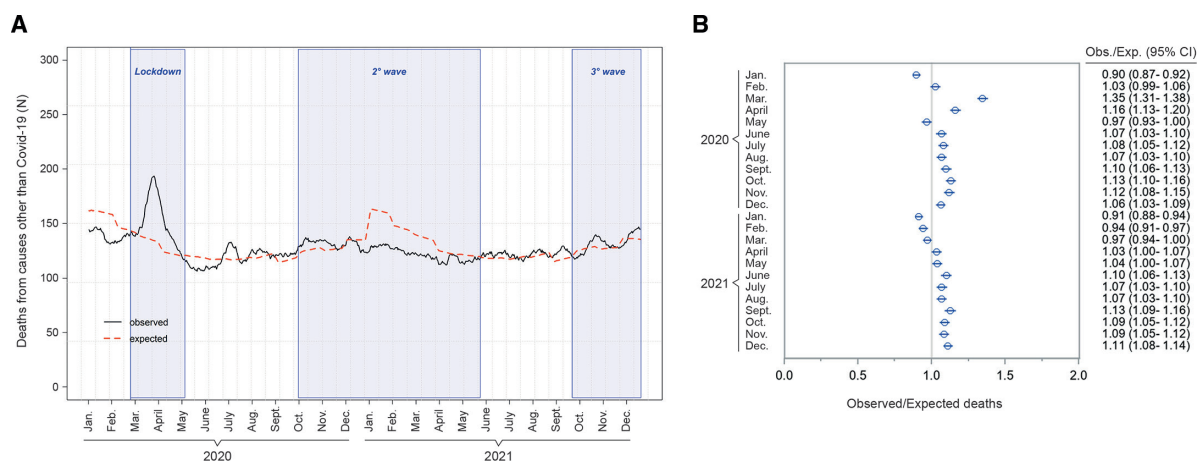 A
Deaths from causes other than Covid-19 (N)
300
250
200
150
100
50
0
Lockdown
2° wave
3° wave
observed
expected
Jan. Feb. Mar. April May June July Aug. Sept. Oct. Nov. Dec. Jan. Feb. Mar. April May June July Aug. Sept. Oct. Nov. Dec.
2020 2021
B
Obs./Exp. (95% CI)
2020
Jan. 0.90 (0.87- 0.92)
Feb. 1.03 (0.99- 1.06)
Mar. 1.35 (1.31- 1.38)
April 1.16 (1.13- 1.20)
May 0.97 (0.93- 1.00)
June 1.07 (1.03- 1.10)
July 1.08 (1.05- 1.12)
Aug. 1.07 (1.03- 1.10)
Sept. 1.10 (1.06- 1.13)
Oct. 1.13 (1.10- 1.16)
Nov. 1.12 (1.08- 1.15)
Dec. 1.06 (1.03- 1.09)
2021
Jan. 0.91 (0.88- 0.94)
Feb. 0.94 (0.91- 0.97)
Mar. 0.97 (0.94- 1.00)
April 1.03 (1.00- 1.07)
May 1.04 (1.00- 1.07)
June 1.10 (1.06- 1.13)
July 1.07 (1.03- 1.10)
Aug. 1.07 (1.03- 1.10)
Sept. 1.13 (1.09- 1.16)
Oct. 1.09 (1.05- 1.12)
Nov. 1.09 (1.05- 1.12)
Dec. 1.11 (1.08- 1.14)
0.0 0.5 1.0 1.5 2.0
Observed/Expected deaths